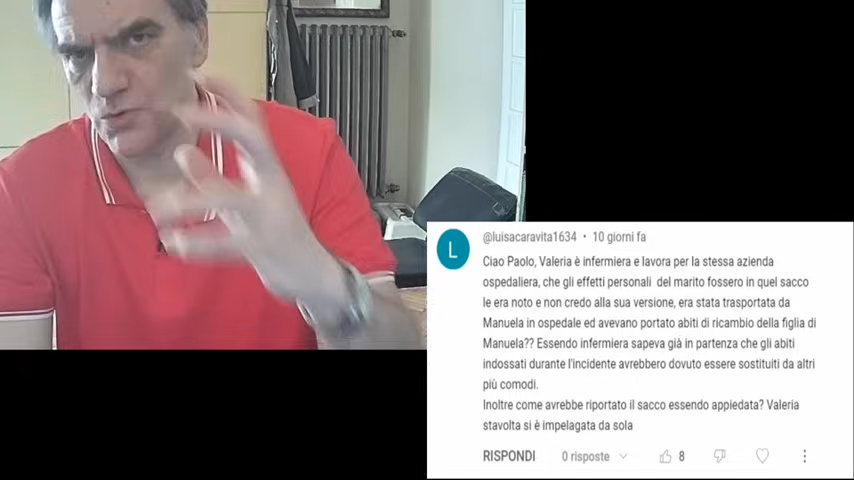 L
@luisacaravita1634 • 10 giorni fa
Ciao Paolo, Valeria è infermiera e lavora per la stessa azienda
ospedaliera, che gli effetti personali del marito fossero in quel sacco
le era noto e non credo alla sua versione, era stata trasportata da
Manuela in ospedale ed avevano portato abiti di ricambio della figlia di
Manuela?? Essendo infermiera sapeva già in partenza che gli abiti
indossati durante l'incidente avrebbero dovuto essere sostituiti da altri
più comodi.
Inoltre come avrebbe riportato il sacco essendo appiedata? Valeria
stavolta si è impelagata da sola
RISPONDI 0 risposte 8